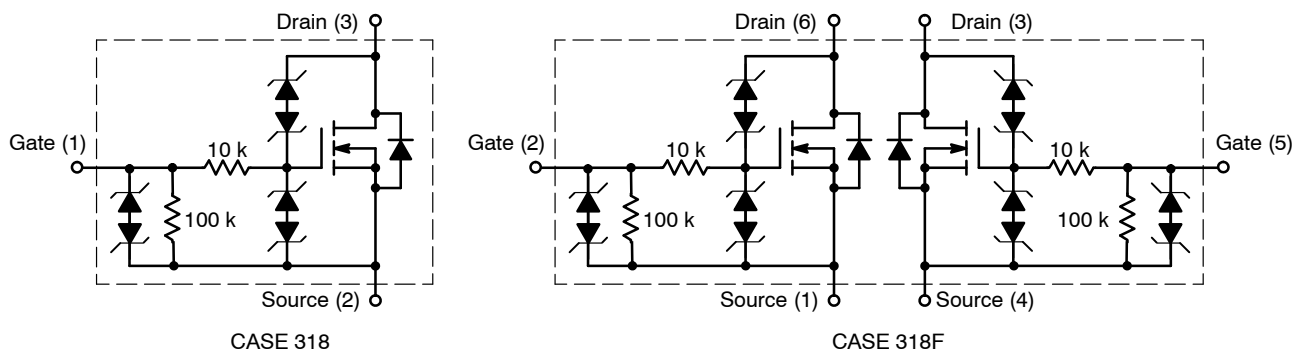 Drain (3)
Drain (6)
Drain (3)
Gate (1)
10 k
100 k
Source (2)
CASE 318
Gate (2)
10 k
100 k
Source (1)
10 k
Gate (5)
100 k
Source (4)
CASE 318F